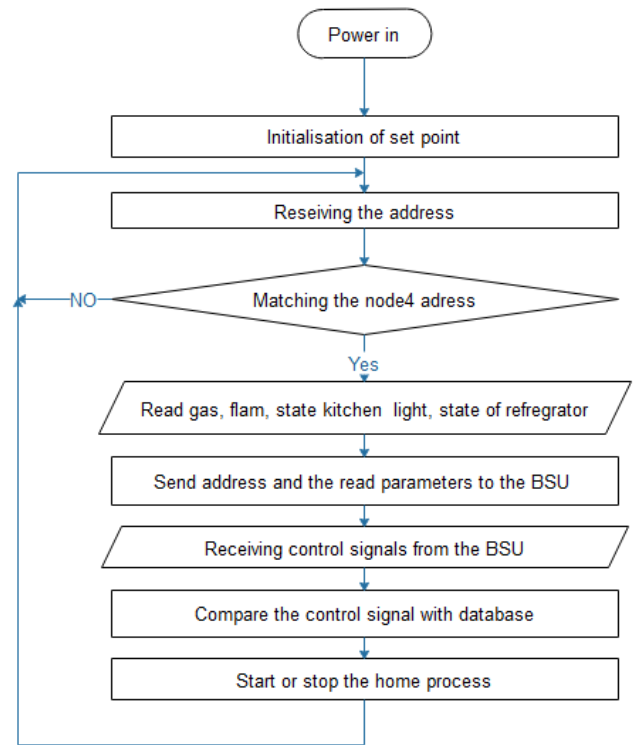 Power in
Initialisation of set point
Reseiving the address
Matching the node4 adress
NO
Yes
Read gas, flam, state kitchen light, state of refregrator
Send address and the read parameters to the BSU
Receiving control signals from the BSU
Compare the control signal with database
Start or stop the home process